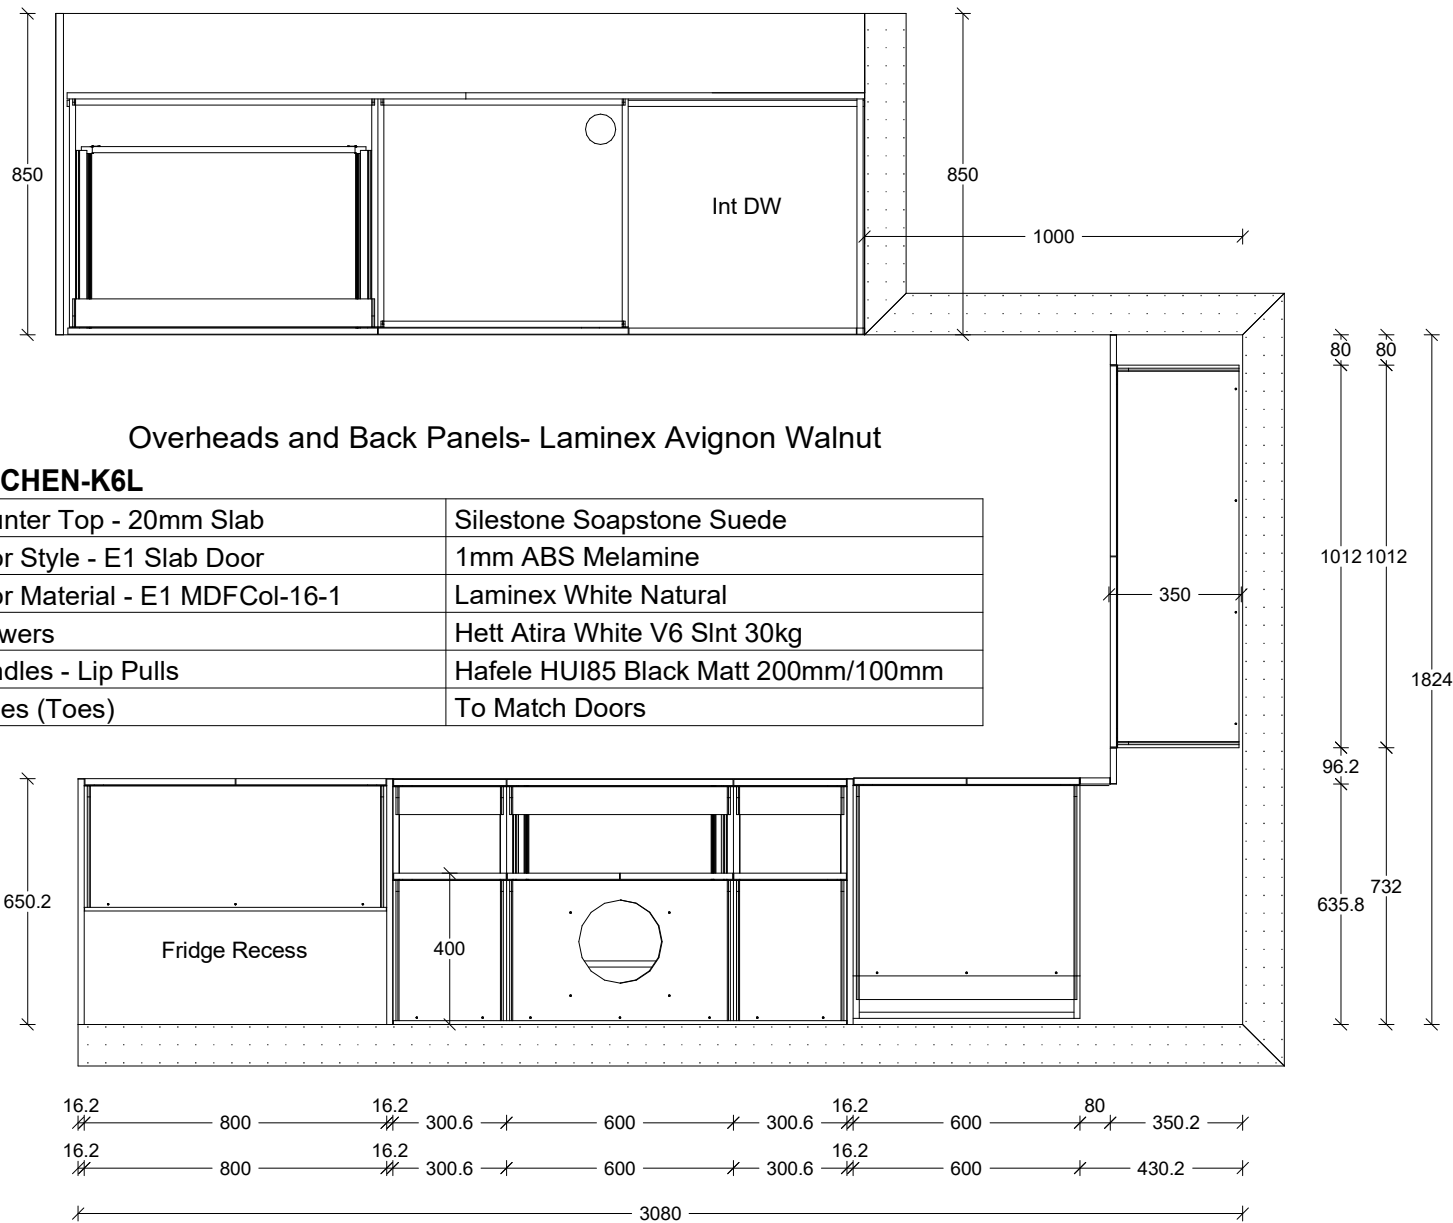 850
850
Int DW
1000
80 80
Overheads and Back Panels- Laminex Avignon Walnut
CHEN-K6L
unter Top - 20mm Slab Silestone Soapstone Suede
or Style - E1 Slab Door 1mm ABS Melamine
or Material - E1 MDFCol-16-1 Laminex White Natural
wers Hett Atira White V6 Slnt 30kg
ndles - Lip Pulls Hafele HUI85 Black Matt 200mm/100mm
es (Toes) To Match Doors
1012 1012
350
1824
96.2
650.2
635.8
732
Fridge Recess
400
16.2 800 16.2 300.6 600 300.6 16.2 600 80 350.2
16.2 800 16.2 300.6 600 300.6 16.2 600 430.2
3080